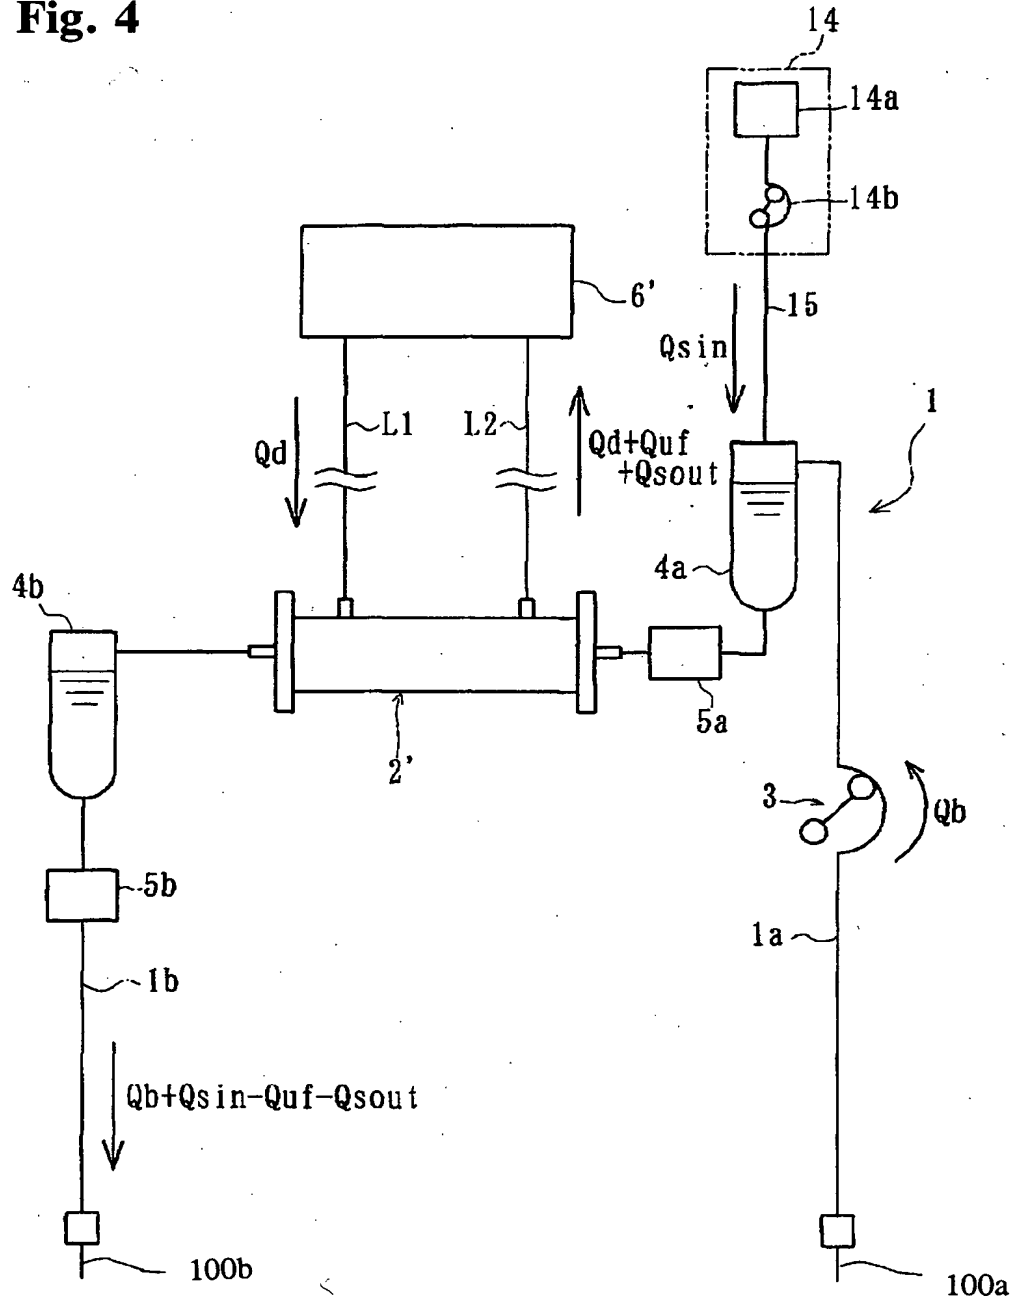 Fig. 4
14
14a
14b
6'
15
Qsin
1
L1
L2
Qd
Qd+Quf
+Qsout
4a
4b
5a
2'
3
Qb
5b
1a
1b
Qb+Qsin-Quf-Qsout
100b
100a